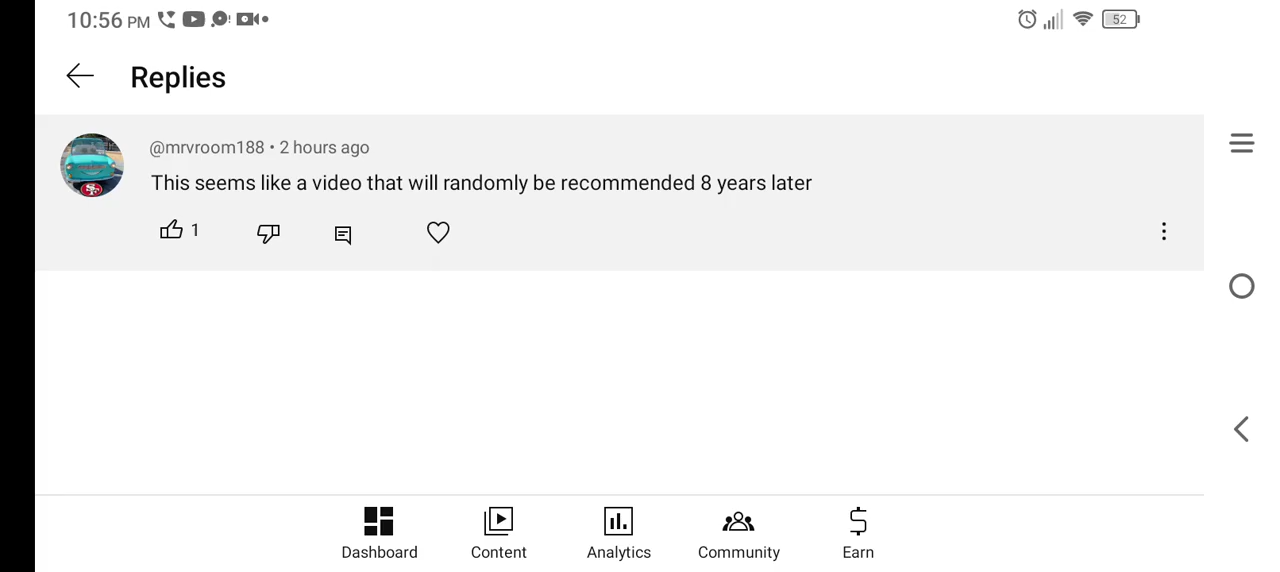 10:56 PM
52
Replies
@mrvroom188 • 2 hours ago
This seems like a video that will randomly be recommended 8 years later
1
Dashboard
Content
Analytics
Community
Earn